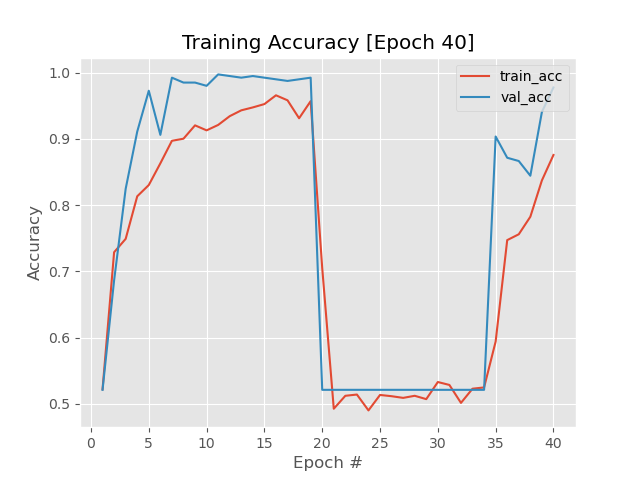 Training Accuracy [Epoch 40]
train_acc
val_acc
1.0
0.9
0.8
0.7
0.6
0.5
Accuracy
0 5 10 15 20 25 30 35 40
Epoch #